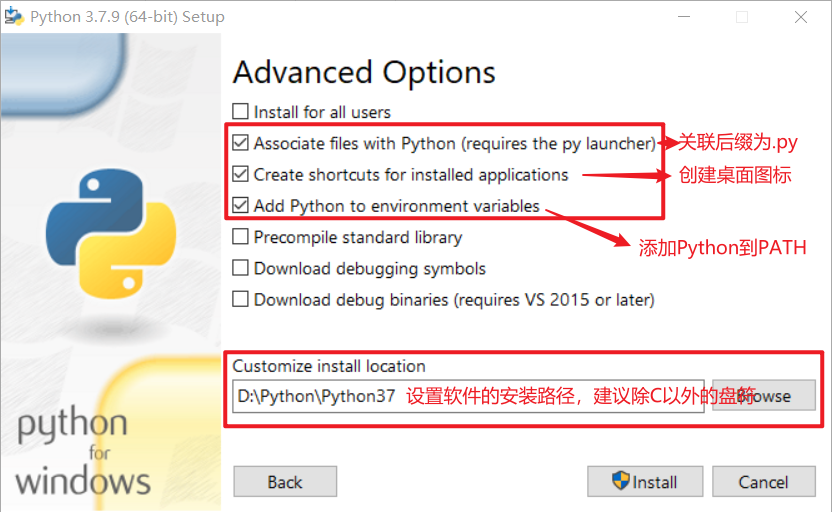 Python 3.7.9 (64-bit) Setup
Advanced Options
Install for all users
Associate files with Python (requires the py launcher) 关联后缀为.py
Create shortcuts for installed applications 创建桌面图标
Add Python to environment variables
添加Python到PATH
Precompile standard library
Download debugging symbols
Download debug binaries (requires VS 2015 or later)
Customize install location
D:\Python\Python37 设置软件的安装路径，建议除C以外的盘符 Browse
python
for
windows
Back Install Cancel